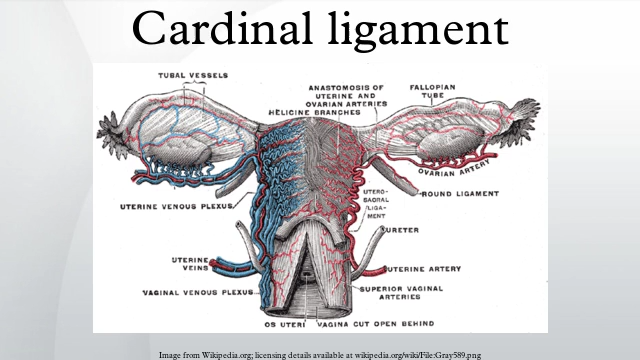 Cardinal ligament
TUBAL VESSELS
ANASTOMOSIS OF
UTERINE AND
OVARIAN ARTERIES
HELICINE BRANCHES
FALLOPIAN
TUBE
OVARIAN ARTERY
UTERO-
SACRAL
LIGA-
MENT
ROUND LIGAMENT
UTERINE VENOUS PLEXUS
URETER
UTERINE
VEINS
UTERINE ARTERY
VAGINAL VENOUS PLEXUS
SUPERIOR VAGINAL
ARTERIES
OS UTERI
VAGINA CUT OPEN BEHIND
Image from Wikipedia.org; licensing details available at wikipedia.org/wiki/File:Gray589.png